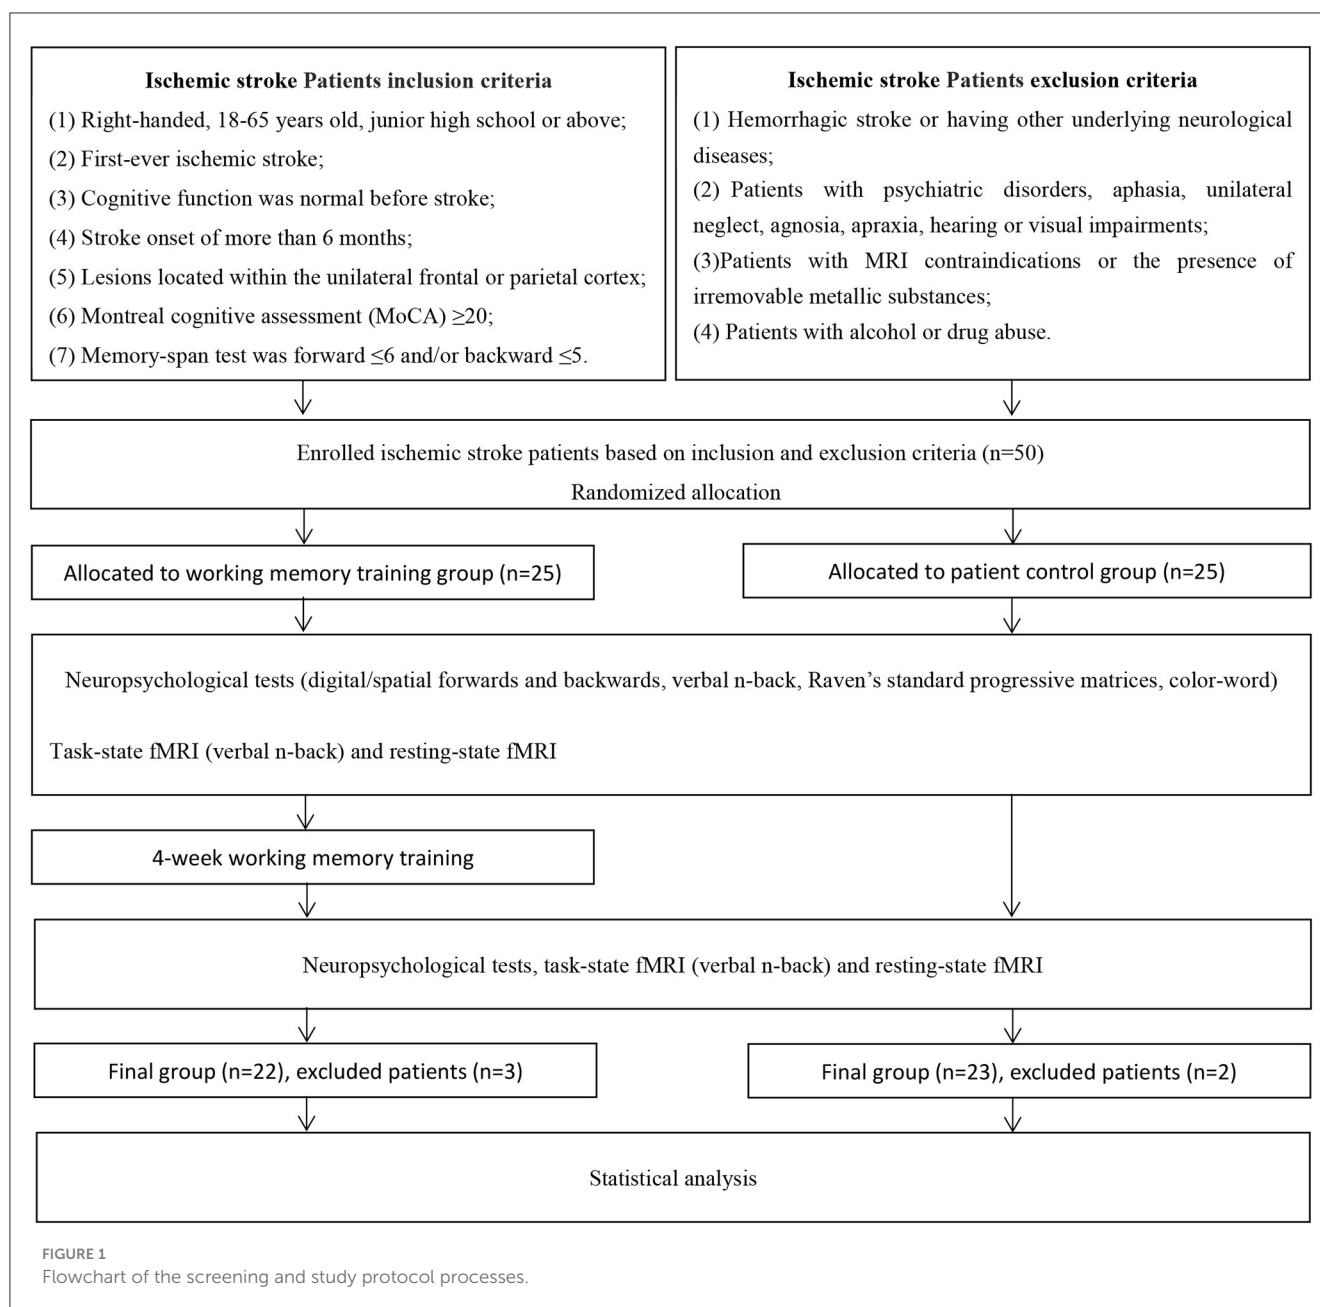 Ischemic stroke Patients inclusion criteria
(1) Right-handed, 18-65 years old, junior high school or above;
(2) First-ever ischemic stroke;
(3) Cognitive function was normal before stroke;
(4) Stroke onset of more than 6 months;
(5) Lesions located within the unilateral frontal or parietal cortex;
(6) Montreal cognitive assessment (MoCA) ≥20;
(7) Memory-span test was forward ≤6 and/or backward ≤5.
Ischemic stroke Patients exclusion criteria
(1) Hemorrhagic stroke or having other underlying neurological
diseases;
(2) Patients with psychiatric disorders, aphasia, unilateral
neglect, agnosia, apraxia, hearing or visual impairments;
(3)Patients with MRI contraindications or the presence of
irremovable metallic substances;
(4) Patients with alcohol or drug abuse.
Enrolled ischemic stroke patients based on inclusion and exclusion criteria (n=50)
Randomized allocation
Allocated to working memory training group (n=25)
Allocated to patient control group (n=25)
Neuropsychological tests (digital/spatial forwards and backwards, verbal n-back, Raven’s standard progressive matrices, color-word)
Task-state fMRI (verbal n-back) and resting-state fMRI
4-week working memory training
Neuropsychological tests, task-state fMRI (verbal n-back) and resting-state fMRI
Final group (n=22), excluded patients (n=3)
Final group (n=23), excluded patients (n=2)
Statistical analysis
FIGURE 1
Flowchart of the screening and study protocol processes.